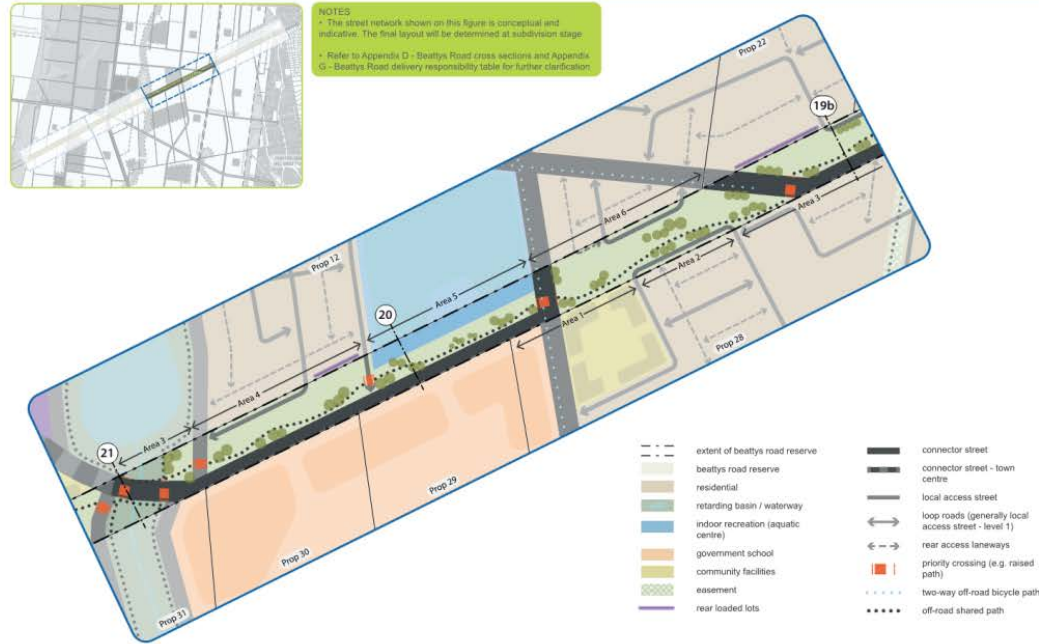 NOTES
• The street network shown on this figure is conceptual and
indicative. The final layout will be determined at subdivision stage
• Refer to Appendix D - Beattys Road cross sections and Appendix
G - Beattys Road delivery responsibility table for further clarification
Prop 22
19b
Area 6
Area 3
Prop 12
Area 5
Area 2
20
Area 1
Prop 28
Area 4
Area 3
21
Prop 29
Prop 30
Prop 31
extent of beattys road reserve
beattys road reserve
residential
retarding basin / waterway
indoor recreation (aquatic
centre)
government school
community facilities
easement
rear loaded lots
connector street
connector street - town
centre
local access street
loop roads (generally local
access street - level 1)
rear access laneways
priority crossing (e.g. raised
path)
two-way off-road bicycle path
off-road shared path